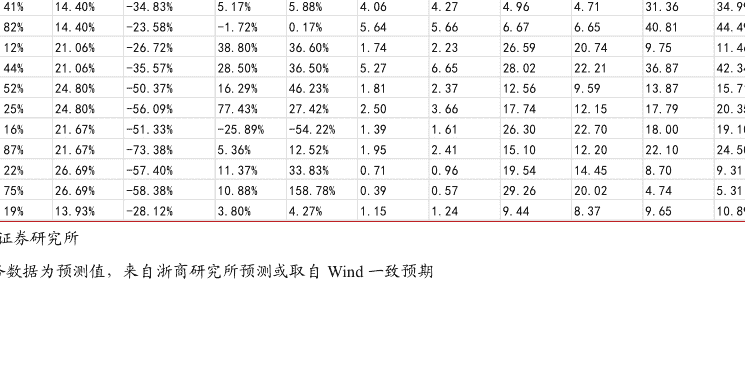 41% 14.40% -34.83% 5.17% 5.88% 4.06 4.27 4.96 4.71 31.36 34.9
82% 14.40% -23.58% -1.72% 0.17% 5.64 5.66 6.67 6.65 40.81 44.4
12% 21.06% -26.72% 38.80% 36.60% 1.74 2.23 26.59 20.74 9.75 11.4
44% 21.06% -35.57% 28.50% 36.50% 5.27 6.65 28.02 22.21 36.87 42.3
52% 24.80% -50.37% 16.29% 46.23% 1.81 2.37 12.56 9.59 13.87 15.7
25% 24.80% -56.09% 77.43% 27.42% 2.50 3.66 17.74 12.15 17.79 20.3
16% 21.67% -51.33% -25.89% -54.22% 1.39 1.61 26.30 22.70 18.00 19.1
87% 21.67% -73.38% 5.36% 12.52% 1.95 2.41 15.10 12.20 22.10 24.5
22% 26.69% -57.40% 11.37% 33.83% 0.71 0.96 19.54 14.45 8.70 9.31
75% 26.69% -58.38% 10.88% 158.78% 0.39 0.57 29.26 20.02 4.74 5.31
19% 13.93% -28.12% 3.80% 4.27% 1.15 1.24 9.44 8.37 9.65 10.8
证券研究所
数据为预测值，来自浙商研究所预测或取自 Wind 一致预期